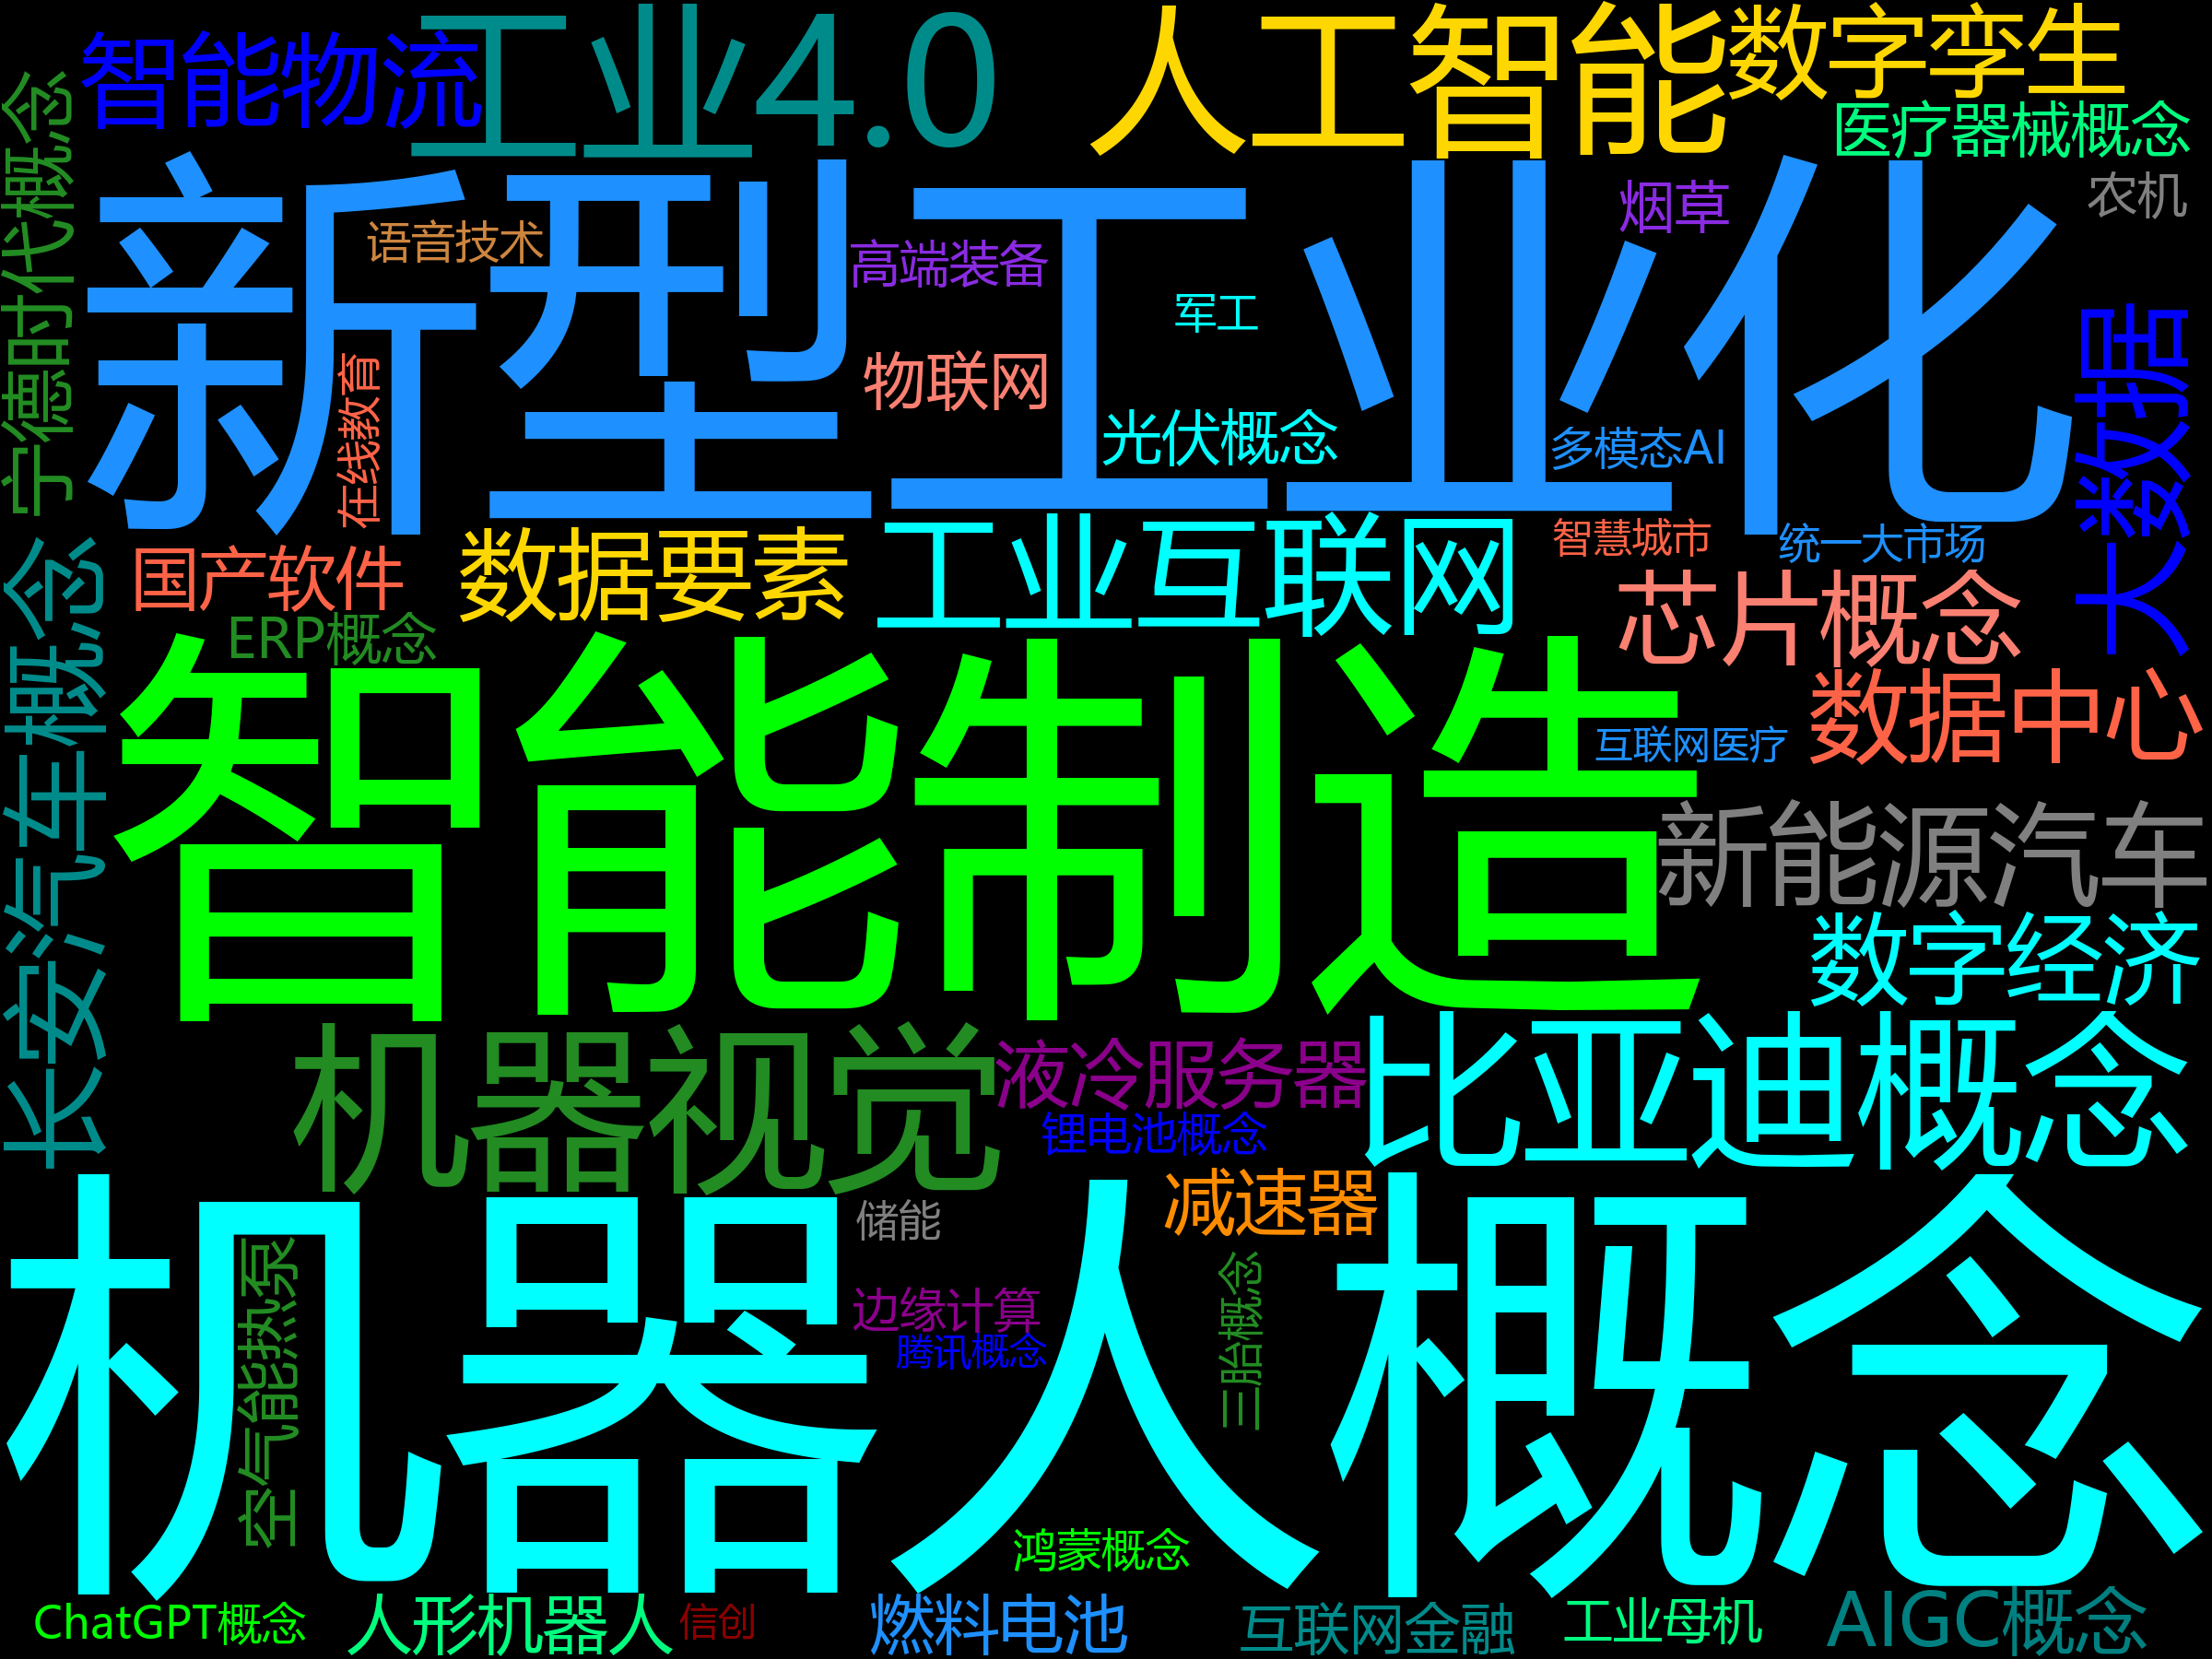 智能物流
工业4.0
人工智能
数字孪生
医疗器械概念
宁德时代概念
新型工业化
语音技术
高端装备
烟草
农机
军工
物联网
在线教育
光伏概念
多模态AI
大数据
国产软件
数据要素
工业互联网
智慧城市
统一大市场
ERP概念
芯片概念
长安汽车概念
智能制造
数据中心
互联网医疗
新能源汽车
数字经济
机器视觉
液冷服务器
比亚迪概念
锂电池概念
减速器
机器人概念
储能
空气能热泵
边缘计算
腾讯概念
三胎概念
鸿蒙概念
ChatGPT概念
人形机器人
信创
燃料电池
互联网金融
工业母机
AIGC概念